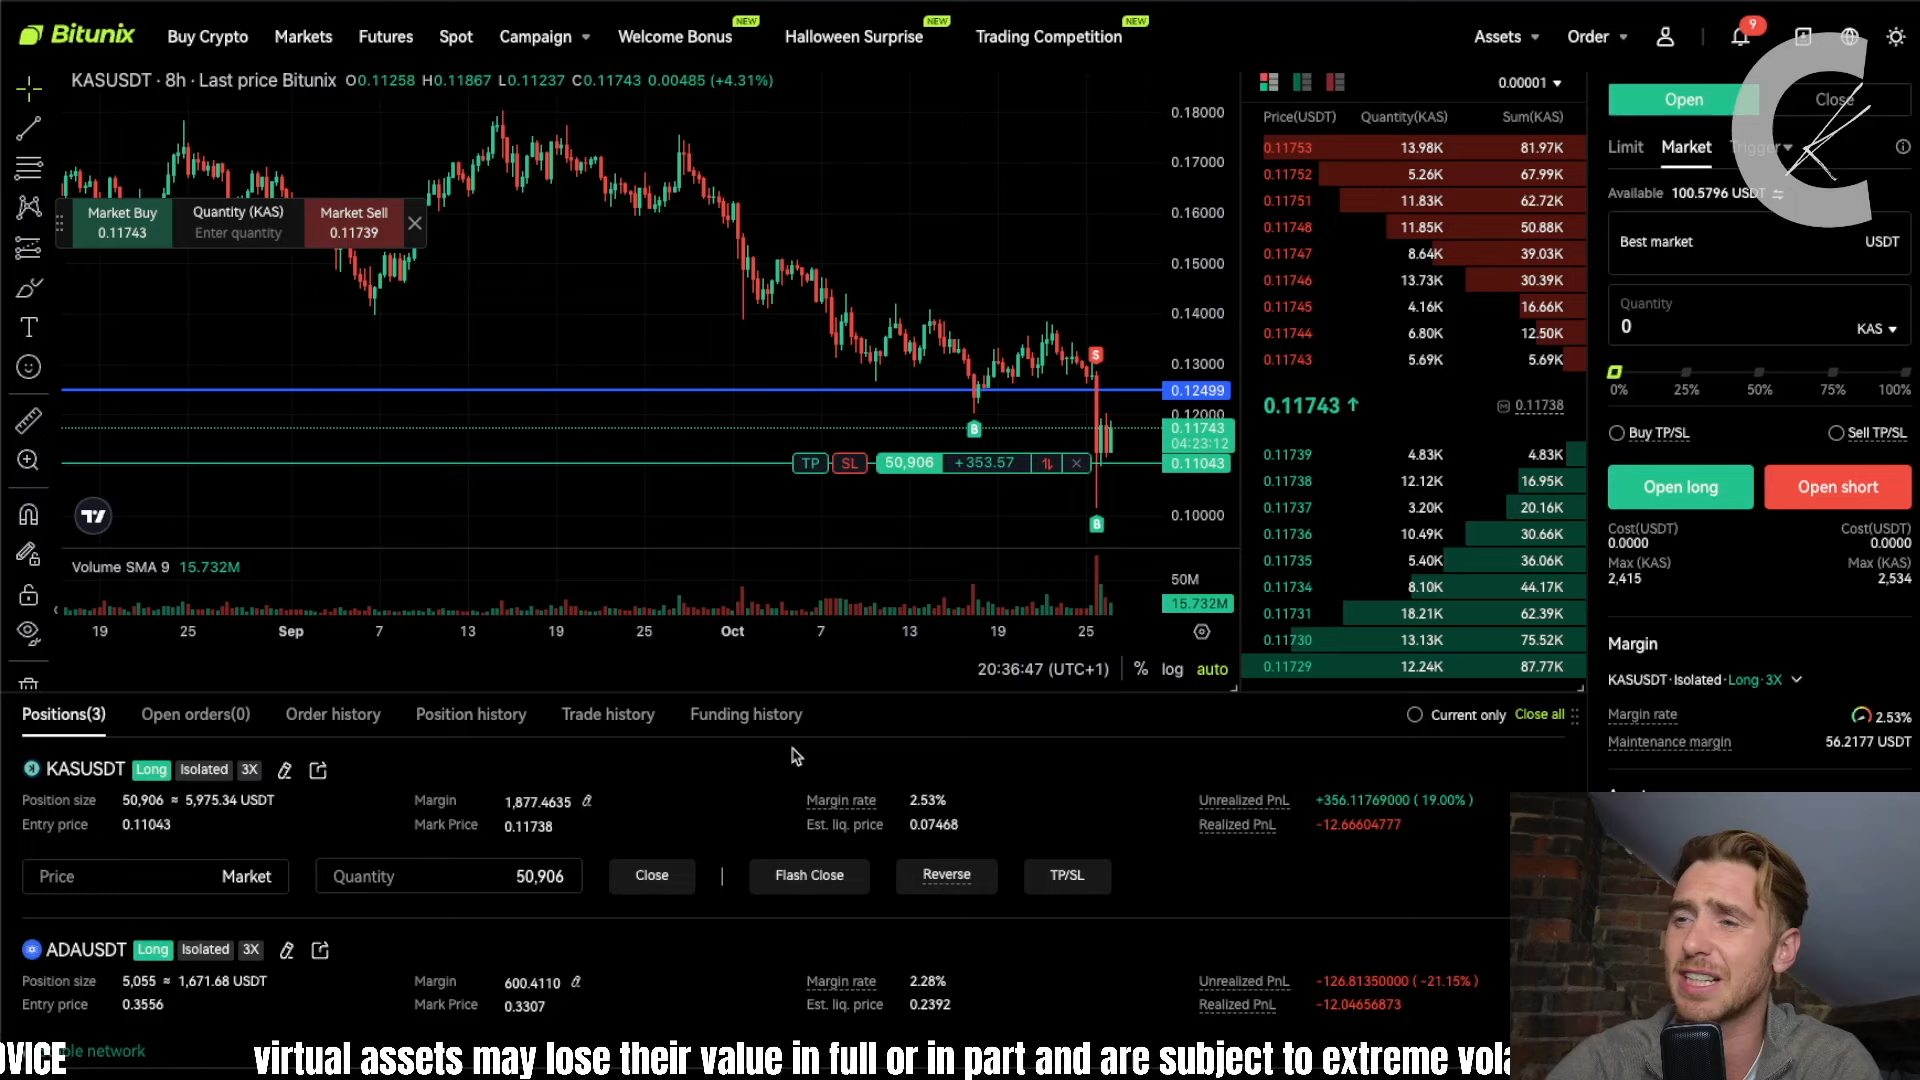 Bitunix
Buy Crypto Markets Futures Spot Campaign Welcome Bonus NEW Halloween Surprise NEW Trading Competition NEW
Assets Order 9
KASUSDT · 8h · Last price Bitunix O0.11258 H0.11867 L0.11237 C0.11743 0.00485 (+4.31%)
Market Buy Quantity (KAS) Market Sell
0.11743 Enter quantity 0.11739
0.18000
0.17000
0.16000
0.15000
0.14000
0.13000
0.12499
0.12000
0.11743
04:23:12
0.11043
0.10000
S
B
TP SL 50,906 +353.57
B
Volume SMA 9 15.732M
50M
15.732M
19 25 Sep 7 13 19 25 Oct 7 13 19 25
20:36:47 (UTC+1) % log auto
0.00001
Price(USDT) Quantity(KAS) Sum(KAS)
0.11753 13.98K 81.97K
0.11752 5.26K 67.99K
0.11751 11.83K 62.72K
0.11748 11.85K 50.88K
0.11747 8.64K 39.03K
0.11746 13.73K 30.39K
0.11745 4.16K 16.66K
0.11744 6.80K 12.50K
0.11743 5.69K 5.69K
0.11743 ↑ M 0.11738
0.11739 4.83K 4.83K
0.11738 12.12K 16.95K
0.11737 3.20K 20.16K
0.11736 10.49K 30.66K
0.11735 5.40K 36.06K
0.11734 8.10K 44.17K
0.11731 18.21K 62.39K
0.11730 13.13K 75.52K
0.11729 12.24K 87.77K
Open Close
Limit Market Trigger
Available 100.5796 USDT
Best market USDT
Quantity
0 KAS
0% 25% 50% 75% 100%
Buy TP/SL Sell TP/SL
Open long Open short
Cost(USDT) Cost(USDT)
0.0000 0.0000
Max (KAS) Max (KAS)
2,415 2,534
Margin
KASUSDT·Isolated·Long·3X
Margin rate 2.53%
Maintenance margin 56.2177 USDT
Positions(3) Open orders(0) Order history Position history Trade history Funding history
Current only Close all
KASUSDT Long Isolated 3X
Position size 50,906 ≈ 5,975.34 USDT Margin 1,877.4635 Margin rate 2.53% Unrealized PnL +356.11769000 ( 19.00% )
Entry price 0.11043 Mark Price 0.11738 Est. liq. price 0.07468 Realized PnL -12.66604777
Price Market Quantity 50,906 Close Flash Close Reverse TP/SL
ADAUSDT Long Isolated 3X
Position size 5,055 ≈ 1,671.68 USDT Margin 600.4110 Margin rate 2.28% Unrealized PnL -126.81350000 ( -21.15% )
Entry price 0.3556 Mark Price 0.3307 Est. liq. price 0.2392 Realized PnL -12.04656873
network
virtual assets may lose their value in full or in part and are subject to extreme